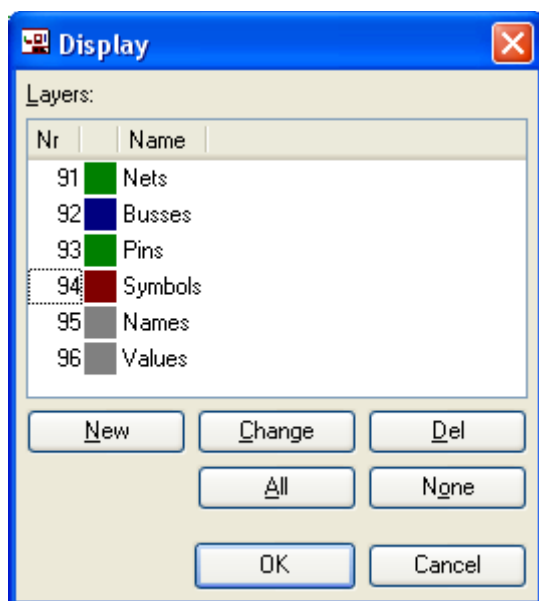 Display
Layers:
Nr Name
91 Nets
92 Busses
93 Pins
94 Symbols
95 Names
96 Values
New Change Del
All None
OK Cancel